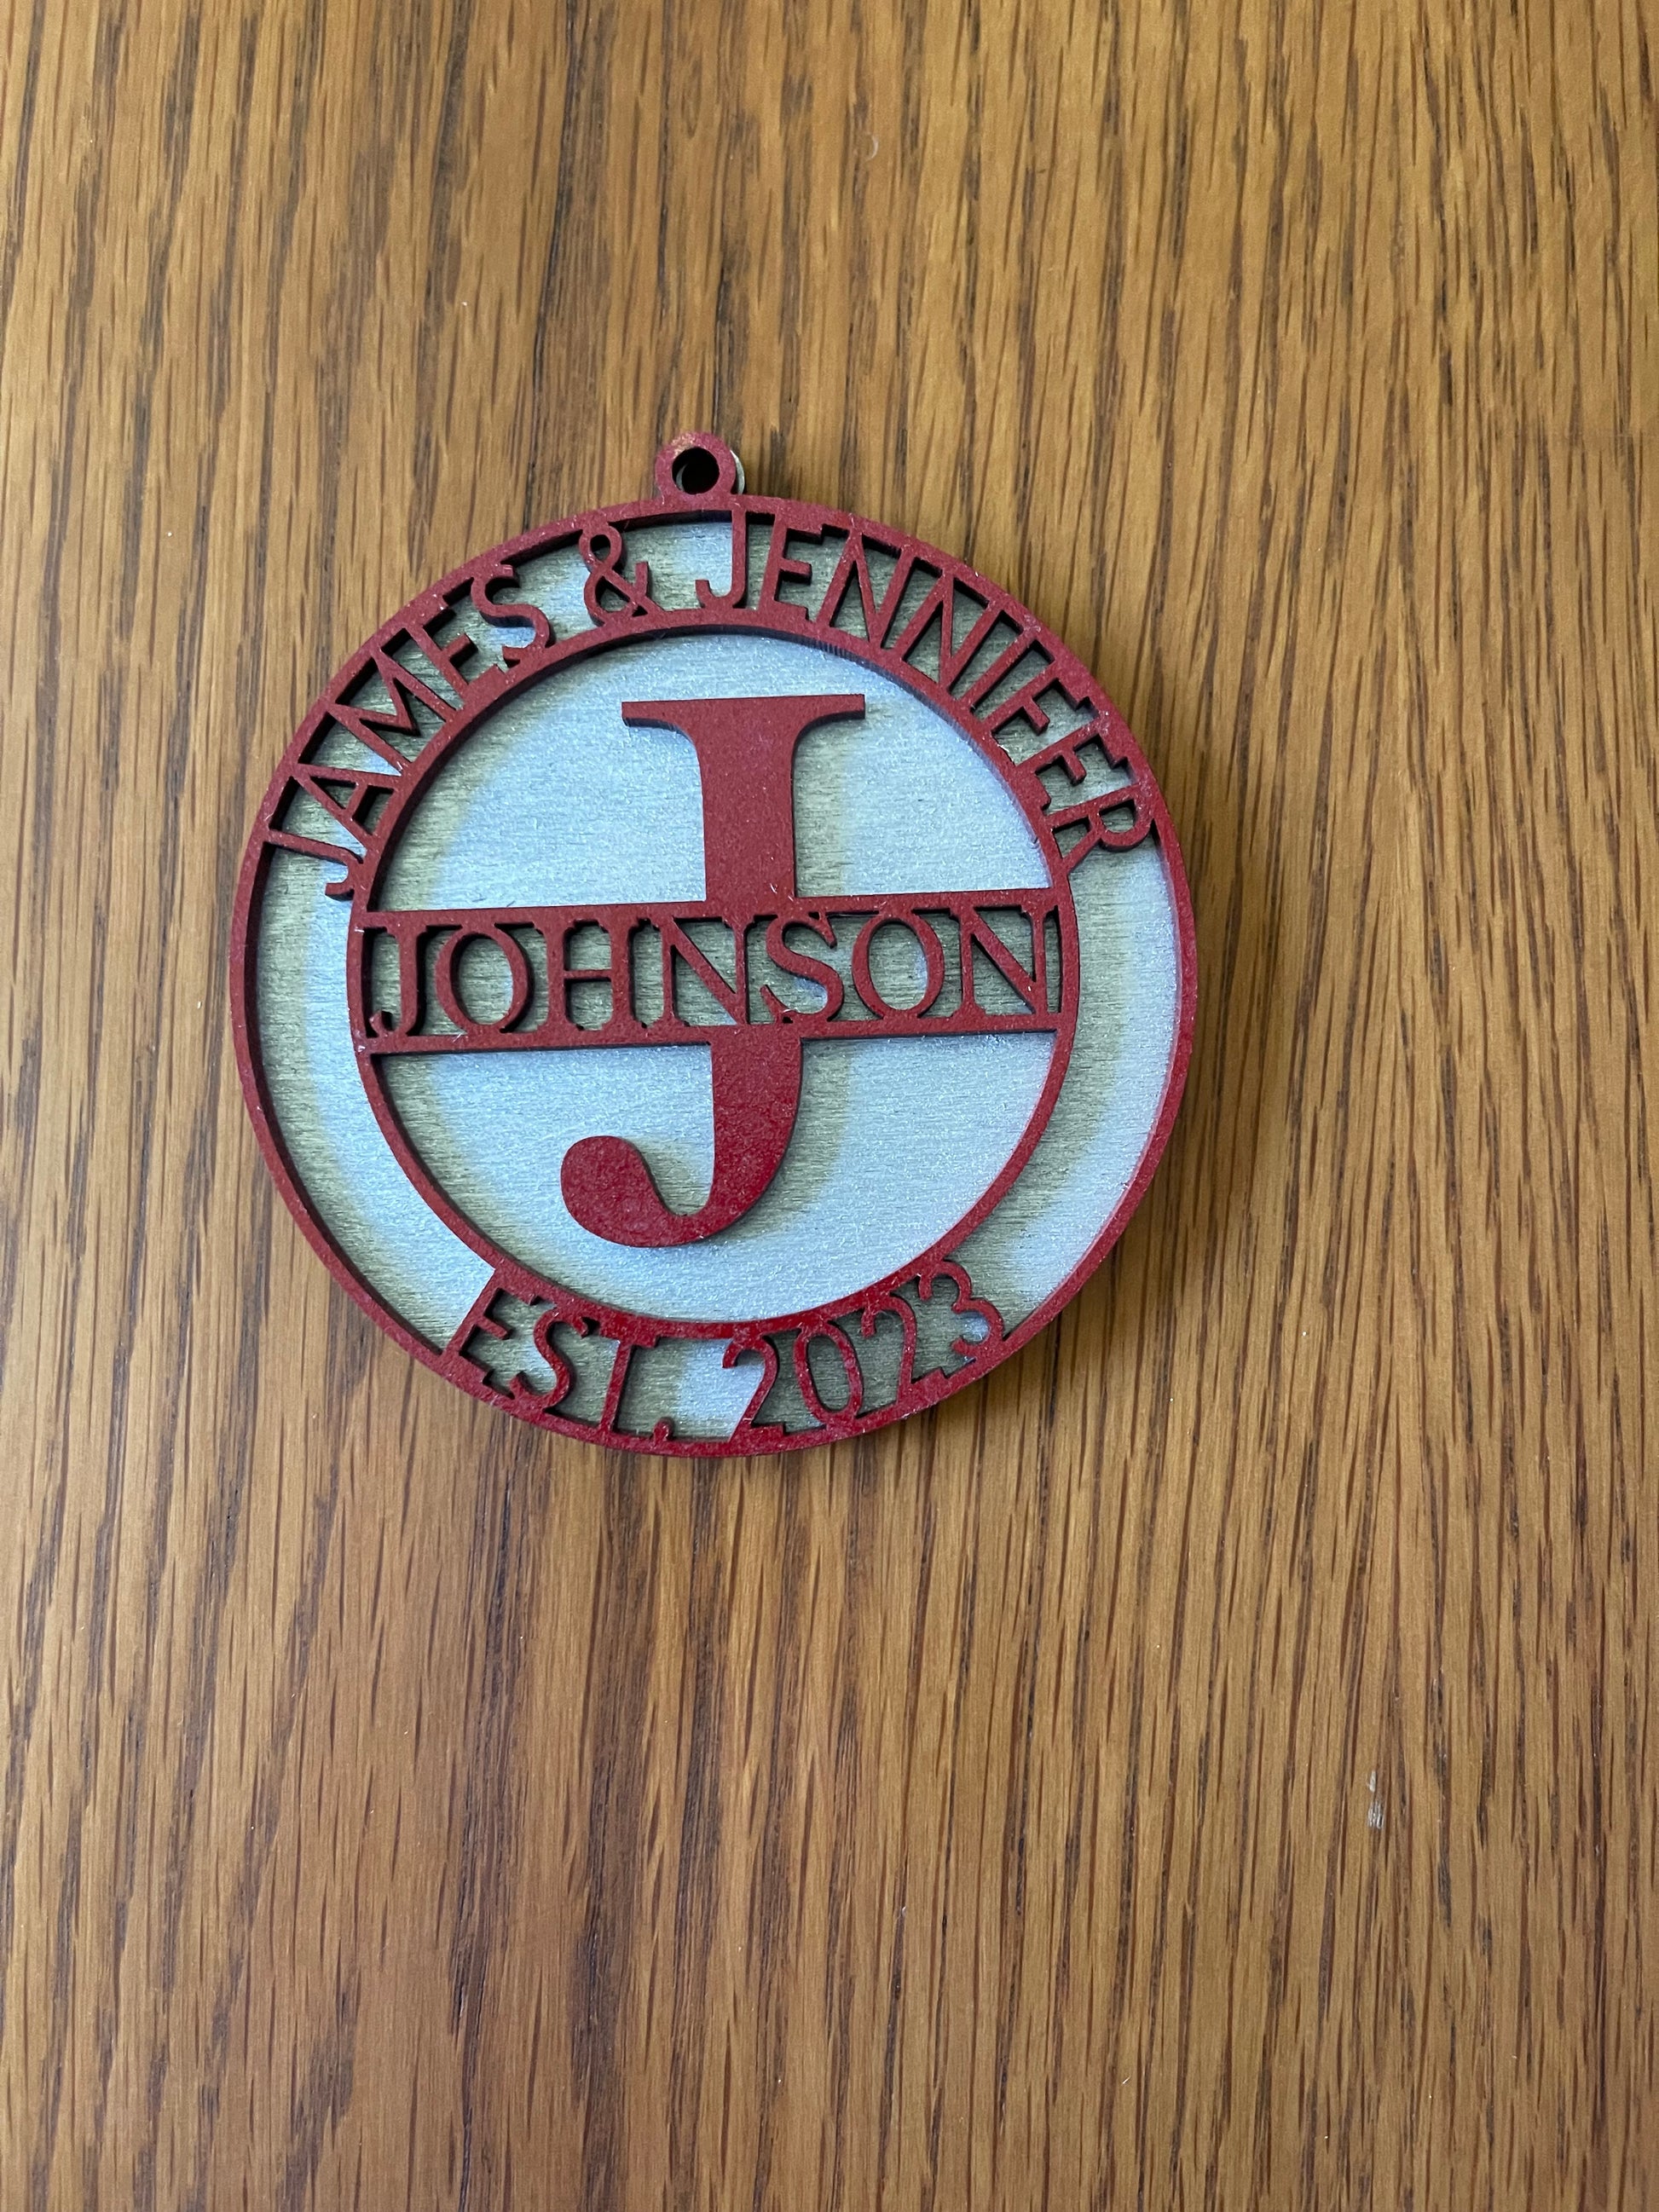 JAMES & JENNIFER
J
JOHNSON
EST. 2023